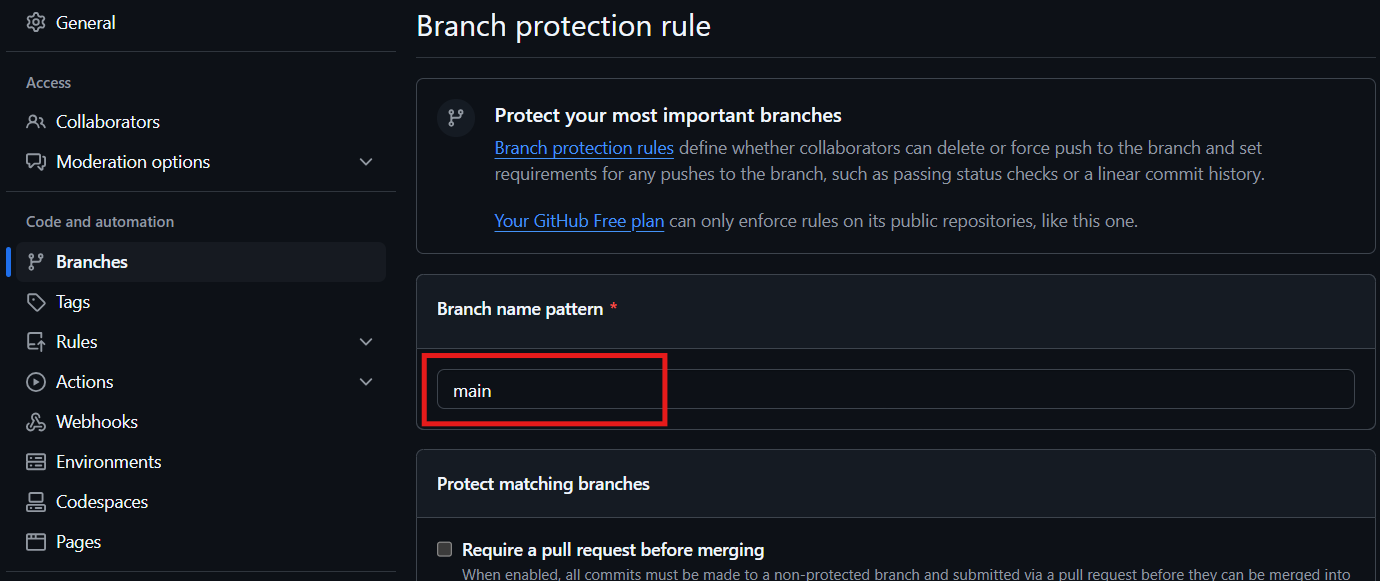 General
Access
Collaborators
Moderation options
Code and automation
Branches
Tags
Rules
Actions
Webhooks
Environments
Codespaces
Pages
Branch protection rule
Protect your most important branches
Branch protection rules define whether collaborators can delete or force push to the branch and set
requirements for any pushes to the branch, such as passing status checks or a linear commit history.
Your GitHub Free plan can only enforce rules on its public repositories, like this one.
Branch name pattern *
main
Protect matching branches
Require a pull request before merging
When enabled, all commits must be made to a non-protected branch and submitted via a pull request before they can be merged into